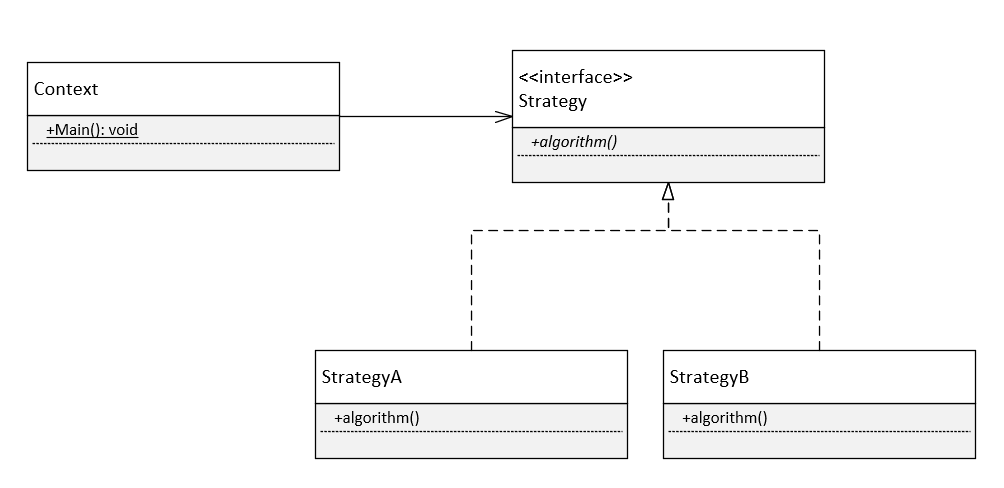 Context
+Main(): void
<<interface>>
Strategy
+algorithm()
StrategyA
+algorithm()
StrategyB
+algorithm()